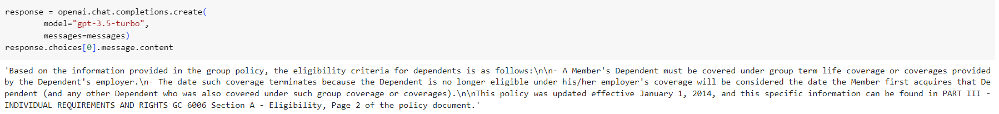 response = openai.chat.completions.create(
        model="gpt-3.5-turbo",
        messages=messages)
response.choices[0].message.content
'Based on the information provided in the group policy, the eligibility criteria for dependents is as follows:\n\n- A Member's Dependent must be covered under group term life coverage or coverages provided
by the Dependent's employer.\n- The date such coverage terminates because the Dependent is no longer eligible under his/her employer's coverage will be considered the date the Member first acquires that De
pendent (and any other Dependent who was also covered under such group coverage or coverages).\n\nThis policy was updated effective January 1, 2014, and this specific information can be found in PART III -
INDIVIDUAL REQUIREMENTS AND RIGHTS GC 6006 Section A - Eligibility, Page 2 of the policy document.'